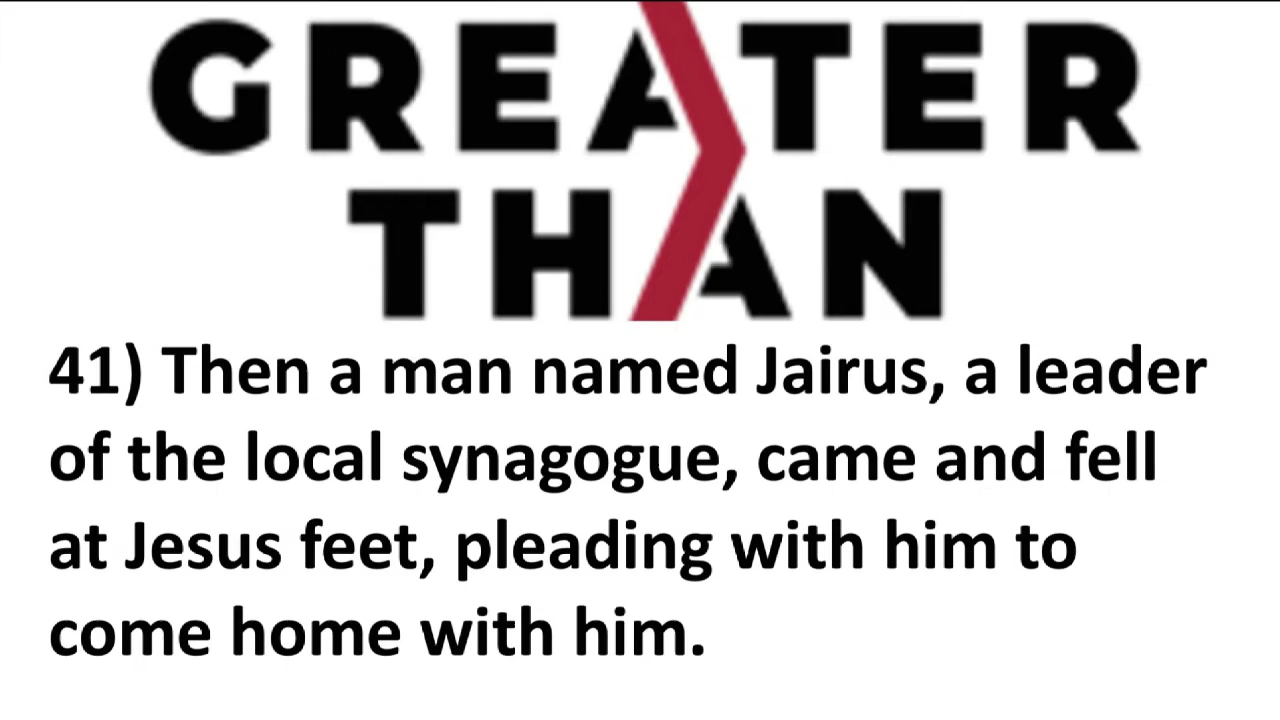 GREATER
THAN
41) Then a man named Jairus, a leader
of the local synagogue, came and fell
at Jesus feet, pleading with him to
come home with him.